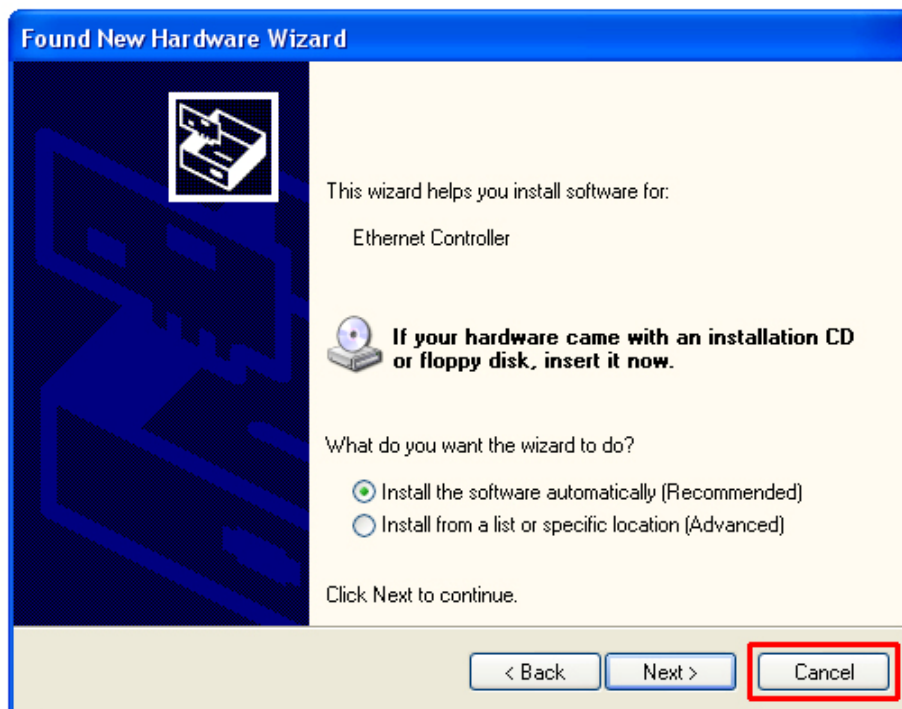 Found New Hardware Wizard
This wizard helps you install software for:
Ethernet Controller
If your hardware came with an installation CD
or floppy disk, insert it now.
What do you want the wizard to do?
Install the software automatically (Recommended)
Install from a list or specific location (Advanced)
Click Next to continue.
< Back Next > Cancel